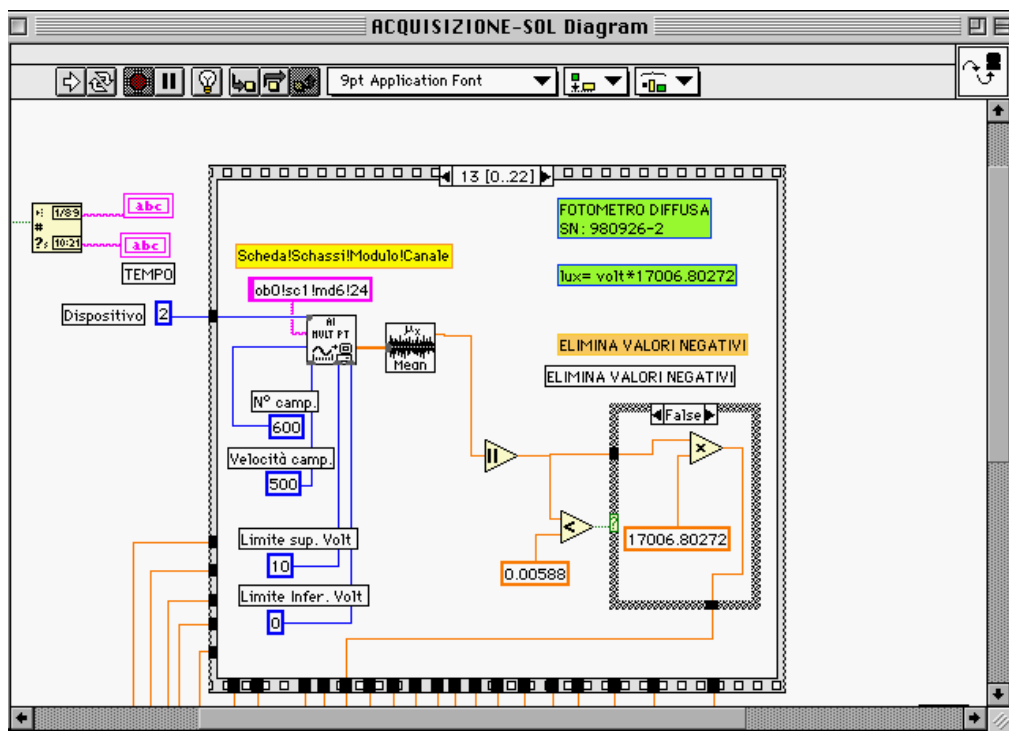 ACQUISIZIONE-SOL Diagram
9pt Application Font
13 [0..22]
1/89
#
10:21
abc
abc
TEMPO
FOTOMETRO DIFFUSA
SN: 980926-2
Scheda!Schassi!Modulo!Canale
lux= volt*17006.80272
ob0!sc1!md6!24
Dispositivo
2
AI
MULT PT
μx
Mean
ELIMINA VALORI NEGATIVI
ELIMINA VALORI NEGATIVI
N° camp.
600
False
Velocità camp.
500
x
<
?
17006.80272
Limite sup. Volt
10
0.00588
Limite Infer. Volt
0